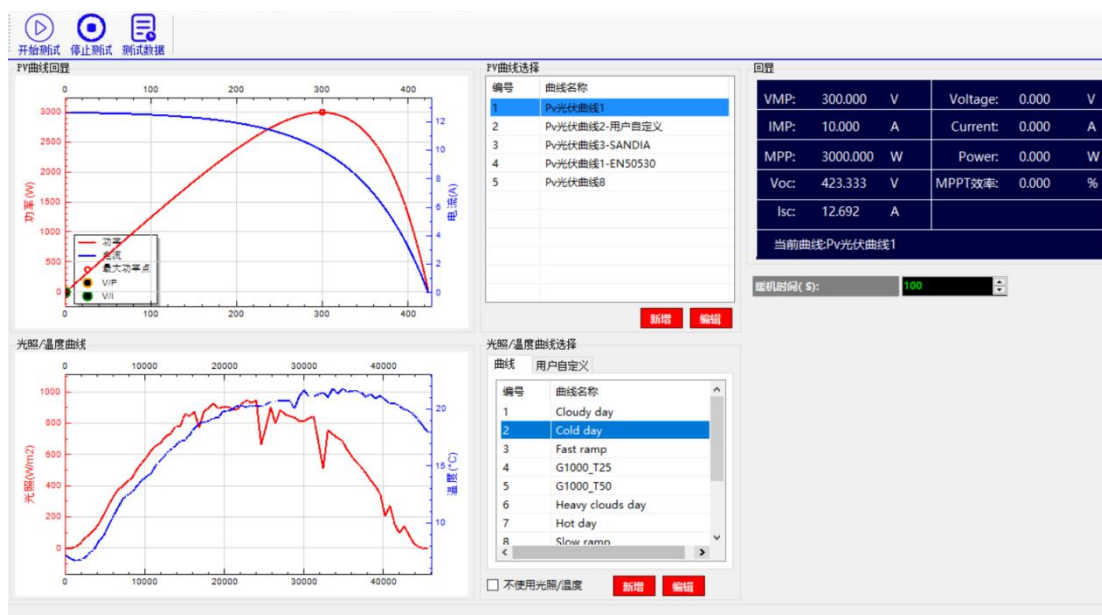 开始测试 停止测试 测试数据
PV曲线回显
0 100 200 300 400
3000
2500
2000
1500
1000
500
0
功率(W)
12
10
8
6
4
2
0
电流(A)
功率
电流
最大功率点
V/P
V/I
0 100 200 300 400
PV曲线选择
编号 曲线名称
1 Pv光伏曲线1
2 Pv光伏曲线2-用户自定义
3 Pv光伏曲线3-SANDIA
4 Pv光伏曲线1-EN50530
5 Pv光伏曲线8
新增 编辑
回显
VMP: 300.000 V Voltage: 0.000 V
IMP: 10.000 A Current: 0.000 A
MPP: 3000.000 W Power: 0.000 W
Voc: 423.333 V MPPT效率: 0.000 %
Isc: 12.692 A
当前曲线:Pv光伏曲线1
暖机时间( S): 100
光照/温度曲线
0 10000 20000 30000 40000
1000
800
600
400
200
0
光照(W/m2)
20
15
10
温度(°C)
0 10000 20000 30000 40000
光照/温度曲线选择
曲线 用户自定义
编号 曲线名称
1 Cloudy day
2 Cold day
3 Fast ramp
4 G1000_T25
5 G1000_T50
6 Heavy clouds day
7 Hot day
8 Slow ramp
不使用光照/温度 新增 编辑